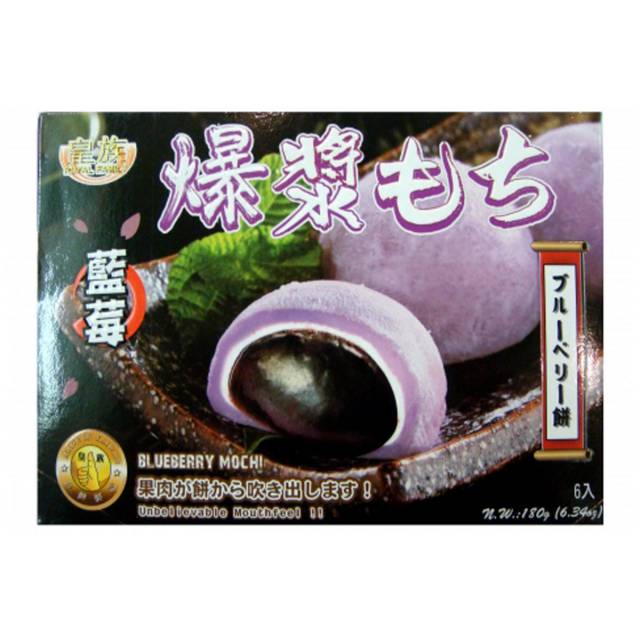 皇族
ROYAL FAMILY
爆漿もち
藍莓
ブルーベリー餅
皇族
BLUEBERRY MOCHI
果肉が餅から吹き出します！
Unbelievable Mouthfeel !!
6入
N.W.:180g (6.34oz)